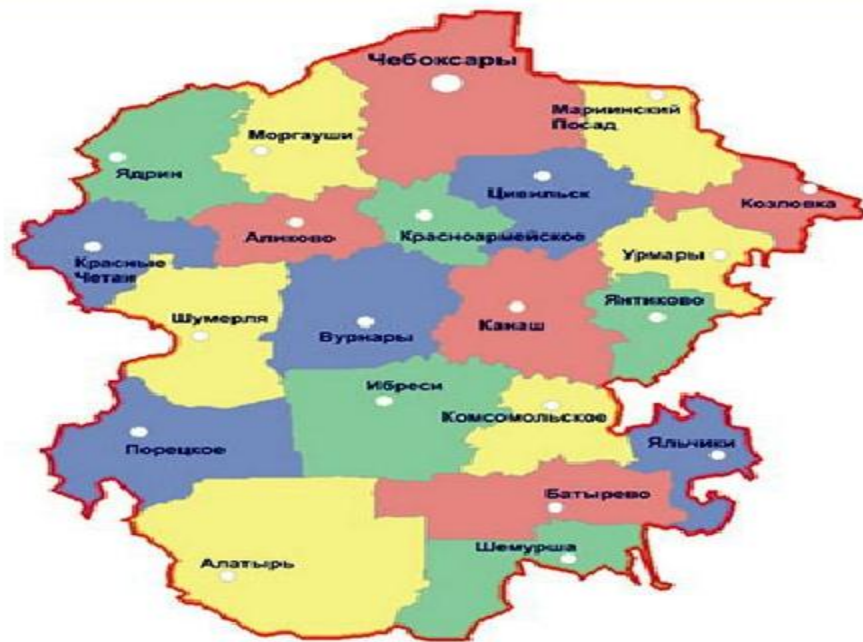 Чебоксары
Мариинский
Посад
Моргауши
Ядрин
Цивильск
Козловка
Аликово
Красноармейское
Урмары
Красные
Четаи
Янтиково
Шумерля
Вурнары
Канаш
Ибреси
Комсомольское
Порецкое
Яльчики
Батырево
Шемурша
Алатырь